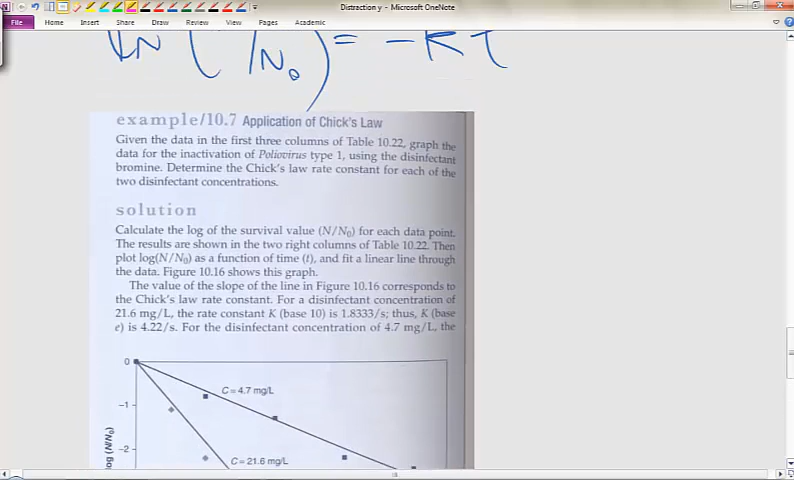 Distraction y - Microsoft OneNote
File Home Insert Share Draw Review View Pages Academic
ln (N/N₀) = -Kt
example/10.7 Application of Chick's Law
Given the data in the first three columns of Table 10.22, graph the
data for the inactivation of Poliovirus type 1, using the disinfectant
bromine. Determine the Chick's law rate constant for each of the
two disinfectant concentrations.
solution
Calculate the log of the survival value (N/N₀) for each data point.
The results are shown in the two right columns of Table 10.22. Then
plot log(N/N₀) as a function of time (t), and fit a linear line through
the data. Figure 10.16 shows this graph.
The value of the slope of the line in Figure 10.16 corresponds to
the Chick's law rate constant. For a disinfectant concentration of
21.6 mg/L, the rate constant K (base 10) is 1.8333/s; thus, K (base
e) is 4.22/s. For the disinfectant concentration of 4.7 mg/L, the
0
C = 4.7 mg/L
-1
-2
log (N/N₀)
C = 21.6 mg/L